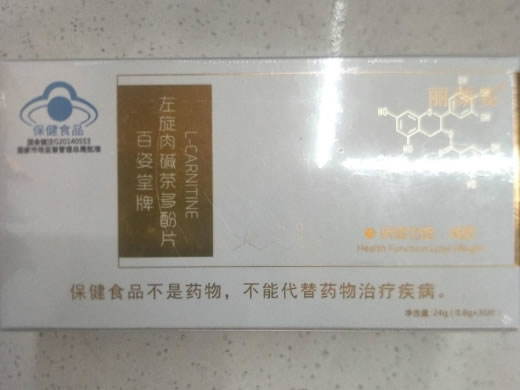 保健食品
国食健注G20140553
国家市场监督管理总局批准
百姿堂牌
左旋肉碱茶多酚片
L-CARNITINE
Health Function Lose Weight
保健食品不是药物，不能代替药物治疗疾病。
净含量:24g(0.8g×30片)